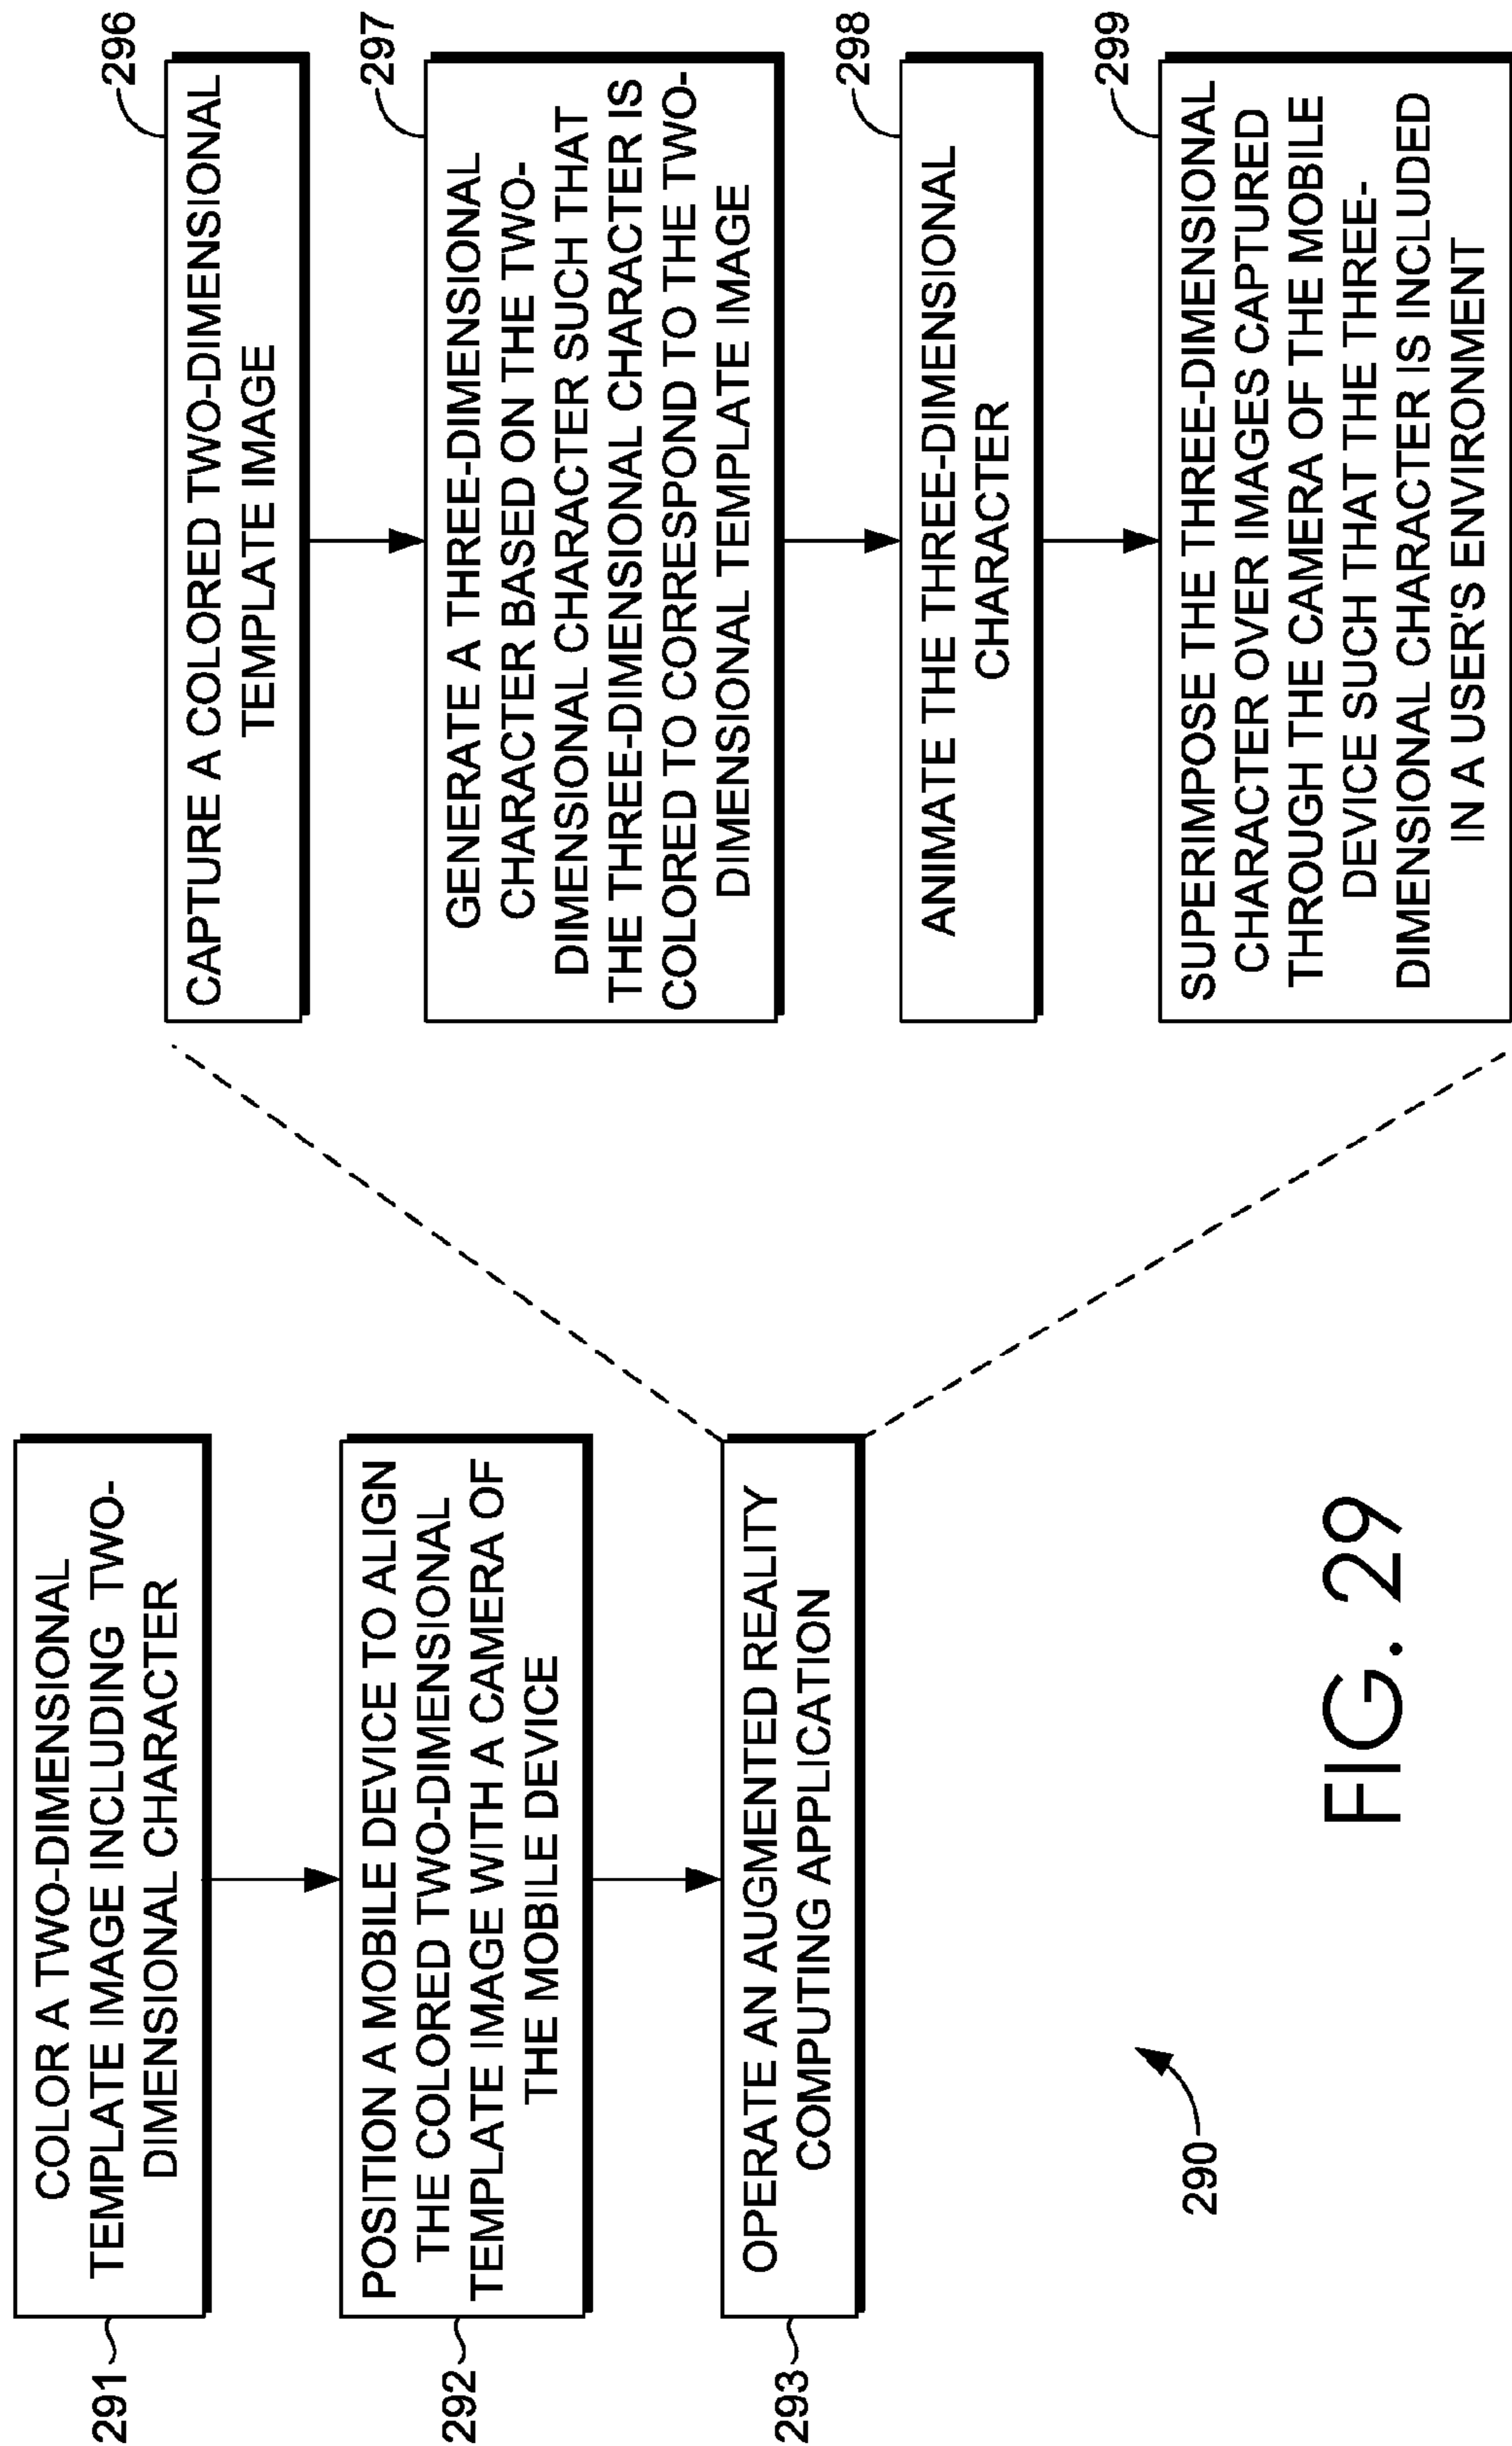 291
COLOR A TWO-DIMENSIONAL
TEMPLATE IMAGE INCLUDING TWO-
DIMENSIONAL CHARACTER
292
POSITION A MOBILE DEVICE TO ALIGN
THE COLORED TWO-DIMENSIONAL
TEMPLATE IMAGE WITH A CAMERA OF
THE MOBILE DEVICE
293
OPERATE AN AUGMENTED REALITY
COMPUTING APPLICATION
296
CAPTURE A COLORED TWO-DIMENSIONAL
TEMPLATE IMAGE
297
GENERATE A THREE-DIMENSIONAL
CHARACTER BASED ON THE TWO-
DIMENSIONAL CHARACTER SUCH THAT
THE THREE-DIMENSIONAL CHARACTER IS
COLORED TO CORRESPOND TO THE TWO-
DIMENSIONAL TEMPLATE IMAGE
298
ANIMATE THE THREE-DIMENSIONAL
CHARACTER
299
SUPERIMPOSE THE THREE-DIMENSIONAL
CHARACTER OVER IMAGES CAPTURED
THROUGH THE CAMERA OF THE MOBILE
DEVICE SUCH THAT THE THREE-
DIMENSIONAL CHARACTER IS INCLUDED
IN A USER'S ENVIRONMENT
290
FIG. 29